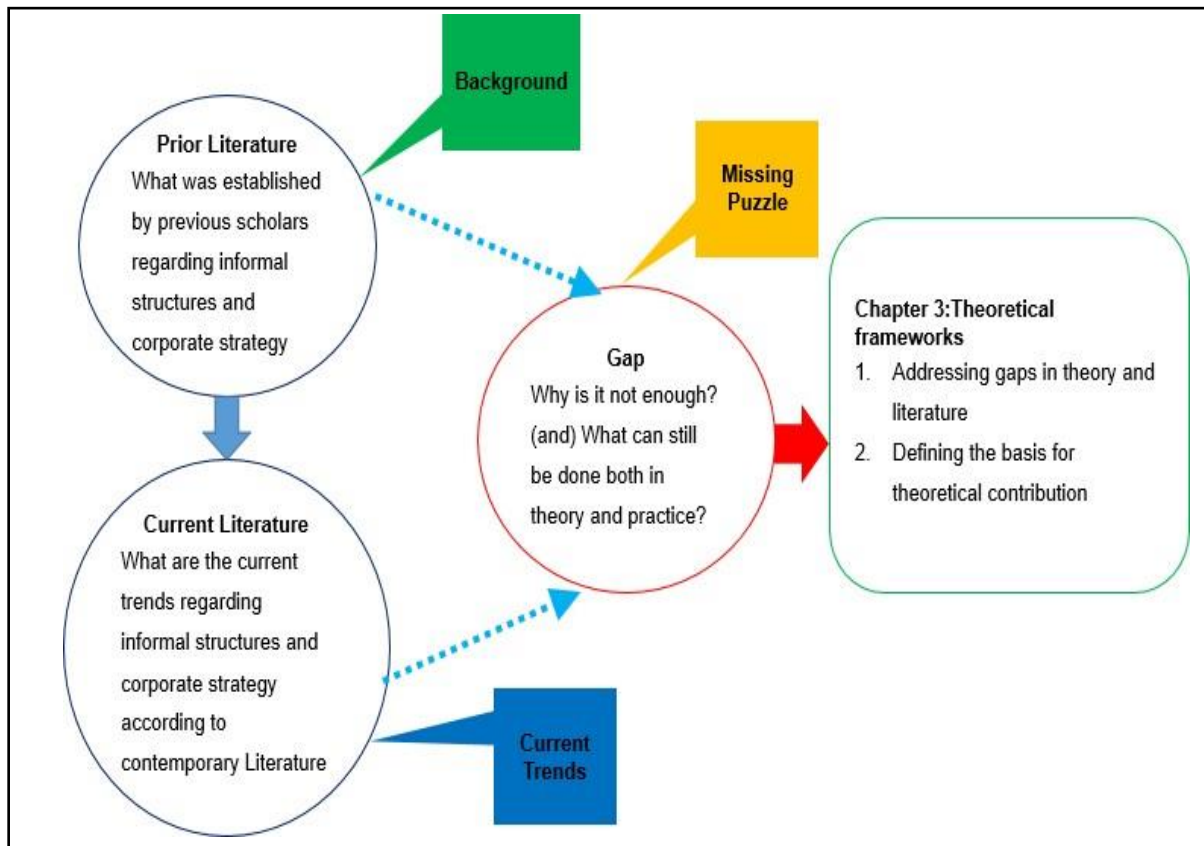 Background
Prior Literature
What was established
by previous scholars
regarding informal
structures and
corporate strategy
Missing
Puzzle
Gap
Why is it not enough?
(and) What can still
be done both in
theory and practice?
Chapter 3:Theoretical
frameworks
1. Addressing gaps in theory and
literature
2. Defining the basis for
theoretical contribution
Current Literature
What are the current
trends regarding
informal structures and
corporate strategy
according to
contemporary Literature
Current
Trends